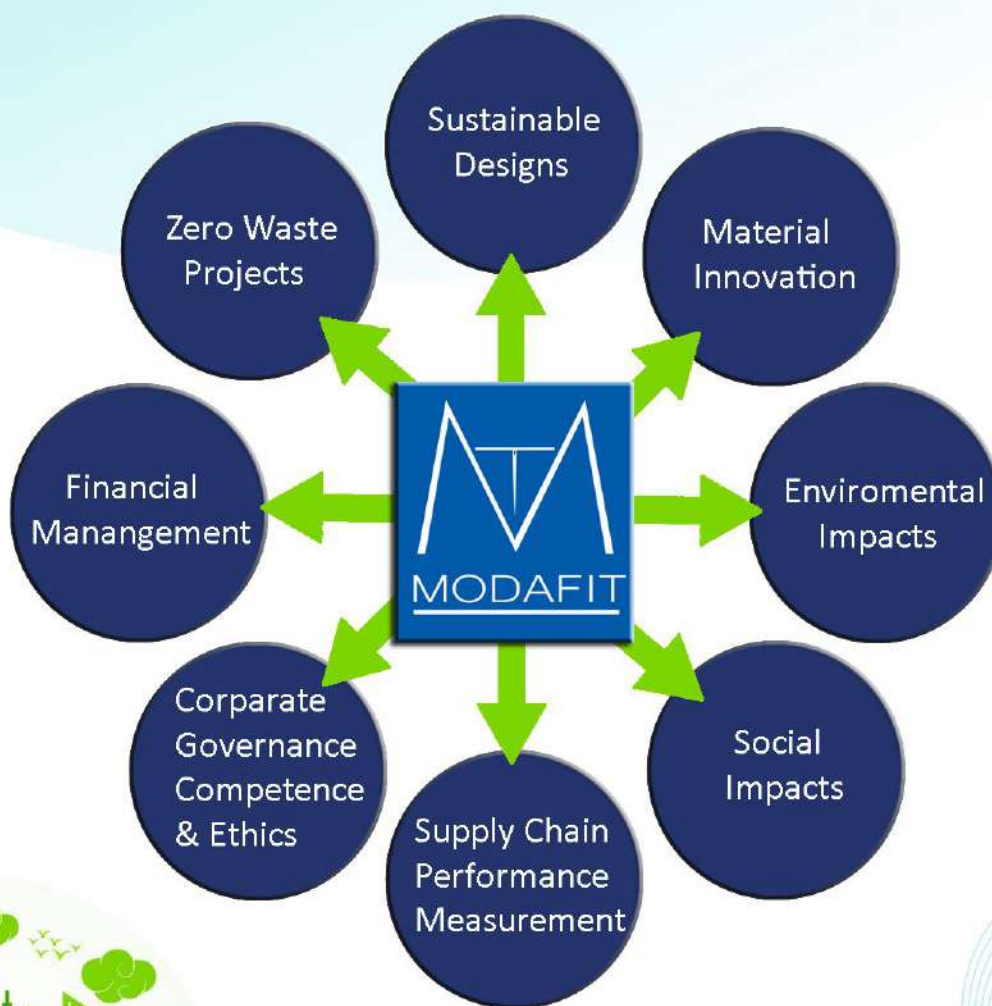 Sustainable
Designs
Zero Waste
Projects
Material
Innovation
Financial
Manangement
MODAFIT
Enviromental
Impacts
Corparate
Governance
Competence
& Ethics
Social
Impacts
Supply Chain
Performance
Measurement